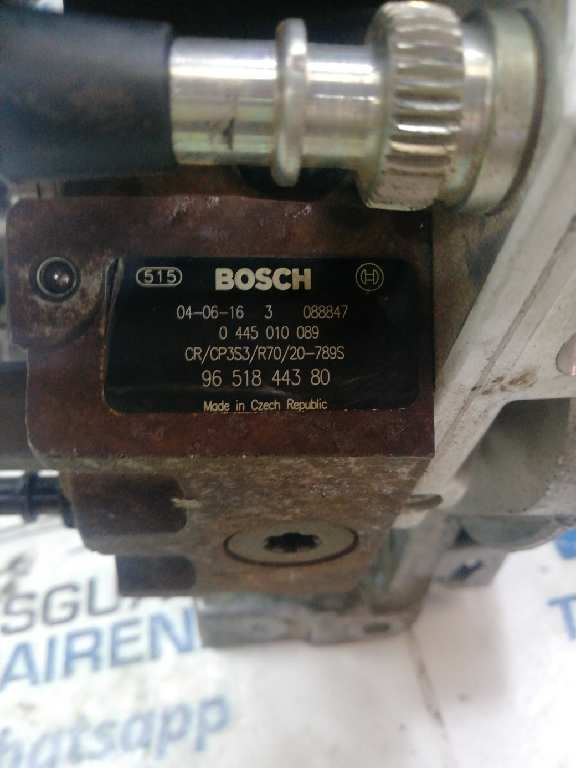 515 BOSCH
04-06-16 3 088847
0 445 010 089
CR/CP3S3/R70/20-789S
96 518 443 80
Made in Czech Republic
SGUA
AIREN
hatsapp
T